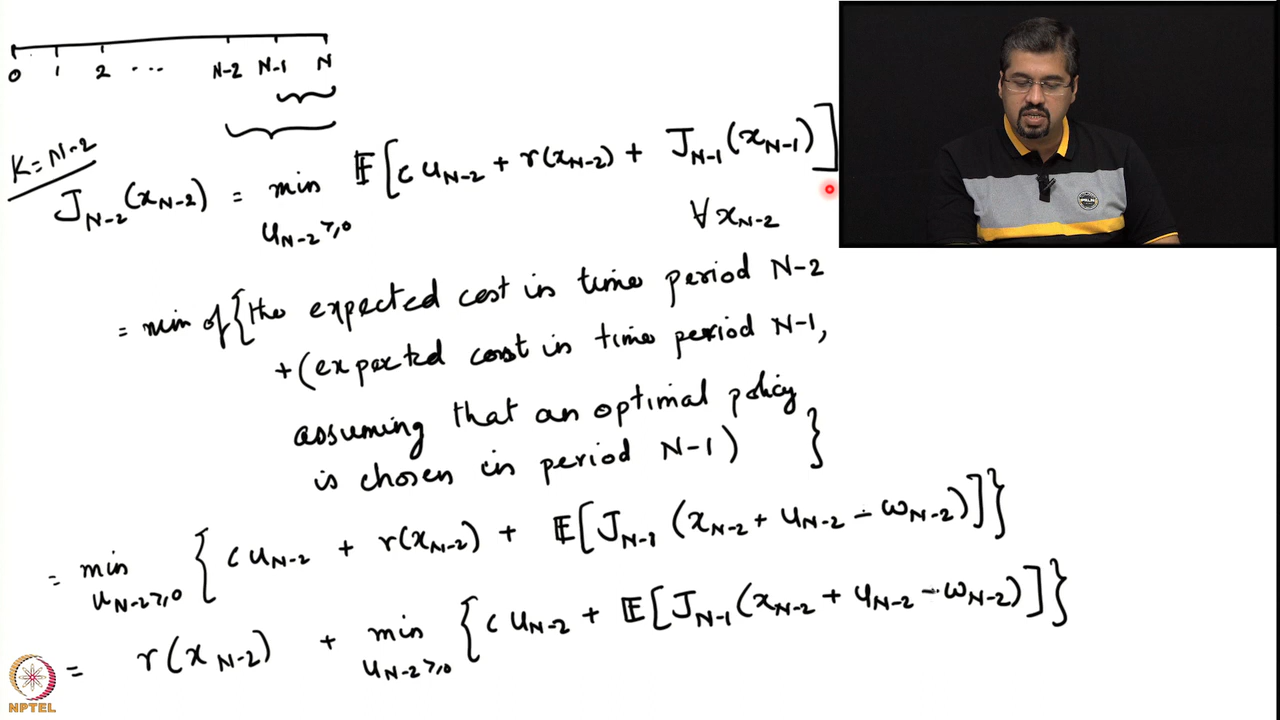 0 1 2 ... N-2 N-1 N
K=N-2
J_{N-2}(x_{N-2}) = min_{u_{N-2}≥0} 𝔼[c u_{N-2} + r(x_{N-2}) + J_{N-1}(x_{N-1})]
∀ x_{N-2}
= min of {the expected cost in time period N-2
+ (expected cost in time period N-1,
assuming that an optimal policy
is chosen in period N-1) }
= min_{u_{N-2}≥0} { c u_{N-2} + r(x_{N-2}) + 𝔼[J_{N-1}(x_{N-2} + u_{N-2} - ω_{N-2})]}
= r(x_{N-2}) + min_{u_{N-2}≥0} {c u_{N-2} + 𝔼[J_{N-1}(x_{N-2} + u_{N-2} - ω_{N-2})]}
NPTEL